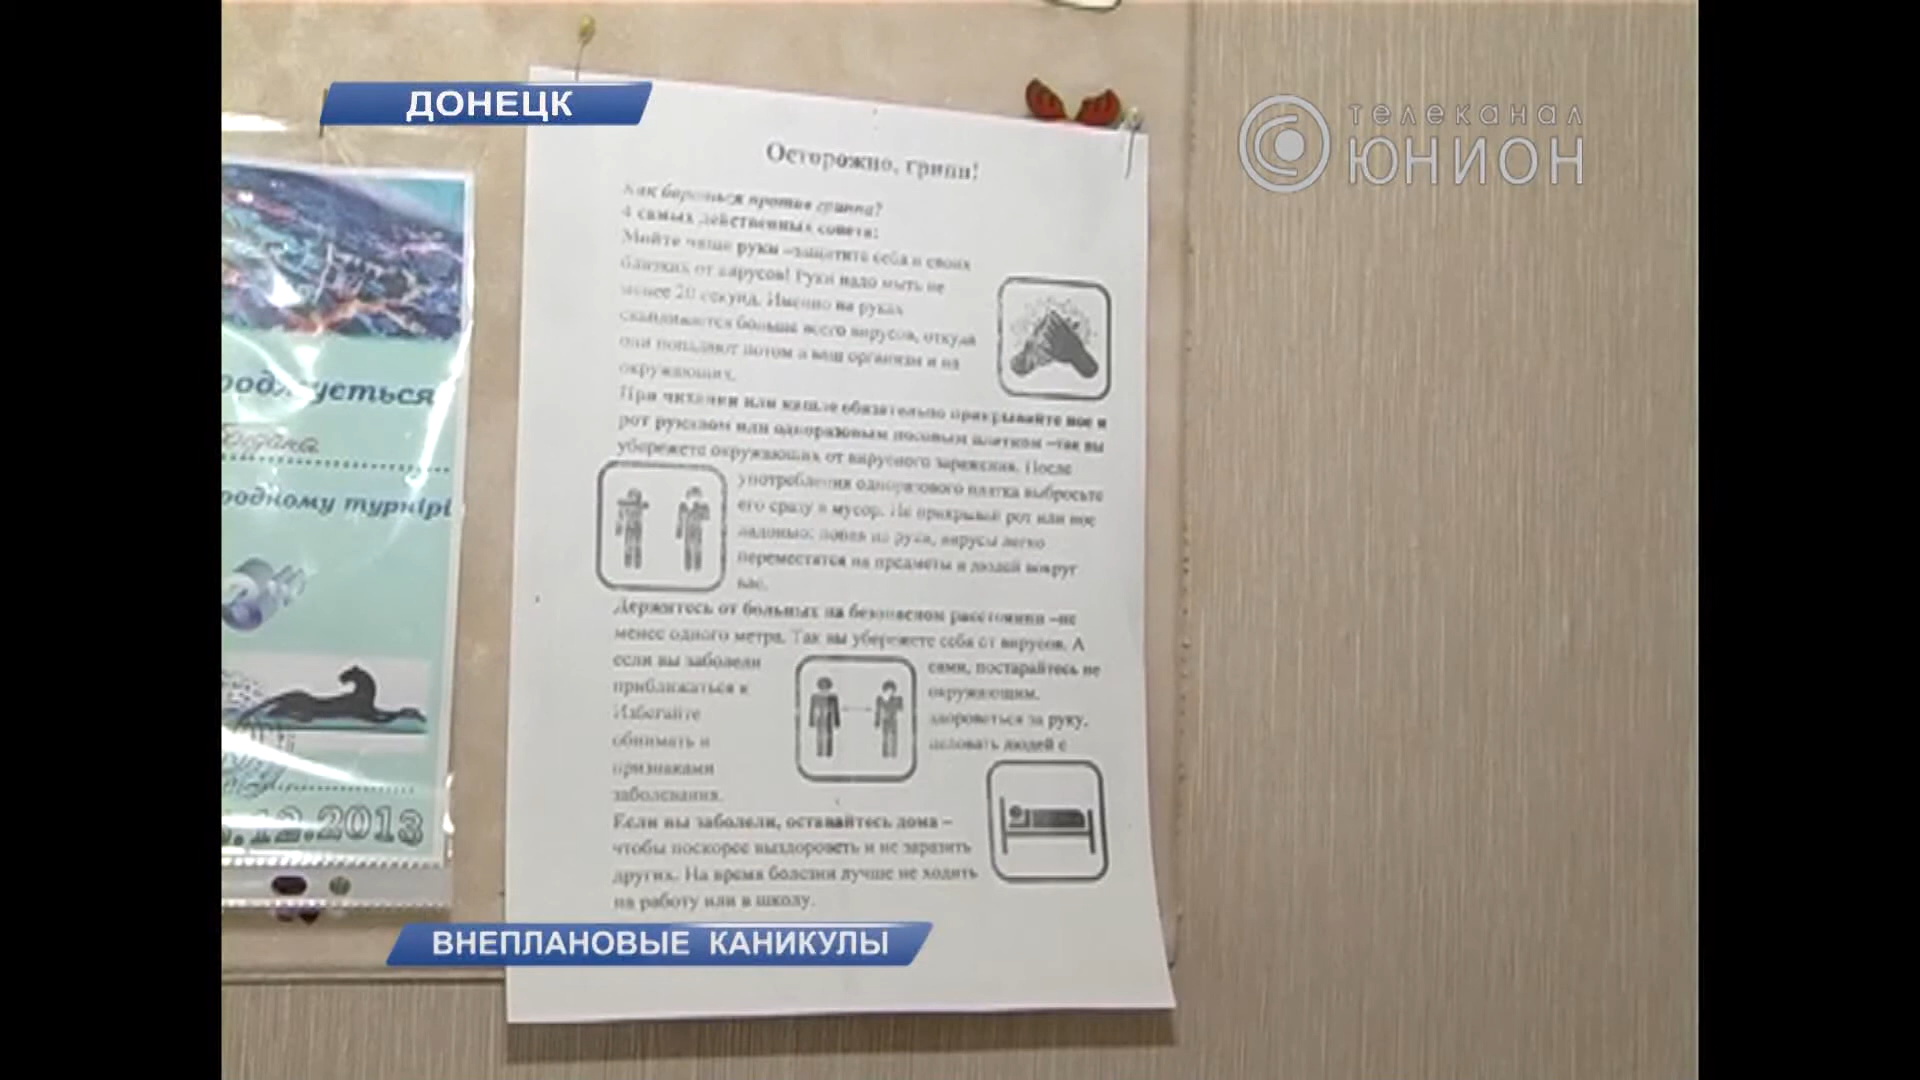 ДОНЕЦК
телеканал
ЮНИОН
Осторожно, грипп!
Как бороться против гриппа?
4 самых действенных совета:
Мойте чаще руки –защитите себя и своих
близких от вирусов! Руки надо мыть не
менее 20 секунд. Именно на руках
скапливается больше всего вирусов, откуда
они попадают потом в ваш организм и на
окружающих.
При чихании или кашле обязательно прикрывайте нос и
рот рукавом или одноразовым носовым платком –так вы
убережете окружающих от вирусного заражения. После
употребления одноразового платка выбросьте
его сразу в мусор. Не прикрывай рот или нос
ладонью: попав на руки, вирусы легко
переместятся на предметы и людей вокруг
вас.
Держитесь от больных на безопасном расстоянии –не
менее одного метра. Так вы убережете себя от вирусов. А
если вы заболели сами, постарайтесь не
приближаться к окружающим.
Избегайте здороваться за руку,
обнимать и целовать людей с
признаками
заболевания.
Если вы заболели, оставайтесь дома –
чтобы поскорее выздороветь и не заразить
других. На время болезни лучше не ходить
на работу или в школу.
роджується
Богдана
родному турнірі
.12.2013
ВНЕПЛАНОВЫЕ КАНИКУЛЫ